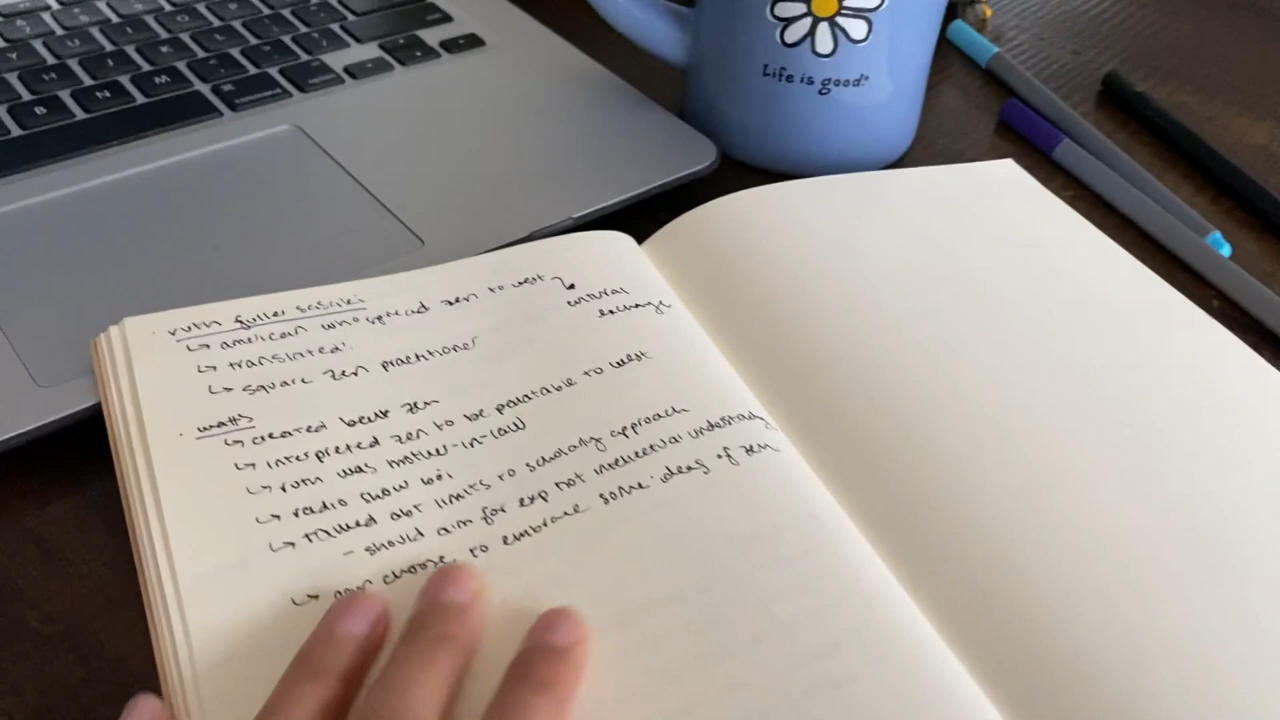 Life is good®
ruth fuller sasaki
↳ american who spread zen to west
cultural
exchange
↳ translated
↳ square zen practitioner
watts
↳ created beat zen
↳ interpreted zen to be palatable to west
↳ ruth was mother-in-law
↳ radio show
↳ talked abt limits to scholarly approach
- should aim for exp not intellectual understndg
↳ can choose to embrace some ideas of zen
Y U I O P
H J K L
B N M
command